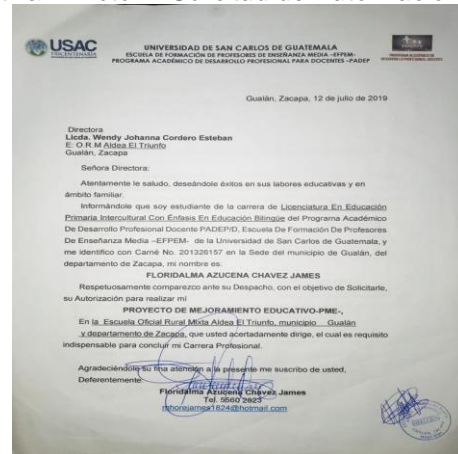 USAC
TRICENTENARIA
UNIVERSIDAD DE SAN CARLOS DE GUATEMALA
ESCUELA DE FORMACIÓN DE PROFESORES DE ENSEÑANZA MEDIA -EFPEM-
PROGRAMA ACADÉMICO DE DESARROLLO PROFESIONAL PARA DOCENTES -PADEP
Gualán, Zacapa, 12 de julio de 2019
Directora
Licda. Wendy Johanna Cordero Esteban
E: O.R.M Aldea El Triunfo
Gualán, Zacapa
Señora Directora:
Atentamente le saludo, deseándole éxitos en sus labores educativas y en
ámbito familiar.
Informándole que soy estudiante de la carrera de Licenciatura En Educación
Primaria Intercultural Con Énfasis En Educación Bilingüe del Programa Académico
De Desarrollo Profesional Docente PADEP/D, Escuela De Formación De Profesores
De Enseñanza Media –EFPEM- de la Universidad de San Carlos de Guatemala, y
me identifico con Carné No. 201326157 en la Sede del municipio de Gualán, del
departamento de Zacapa, mi nombre es:
FLORIDALMA AZUCENA CHAVEZ JAMES
Respetuosamente comparezco ante su Despacho, con el objetivo de Solicitarle,
su Autorización para realizar mi
PROYECTO DE MEJORAMIENTO EDUCATIVO-PME-,
En la Escuela Oficial Rural Mixta Aldea El Triunfo, municipio Gualán
y departamento de Zacapa, que usted acertadamente dirige, el cual es requisito
indispensable para concluir mi Carrera Profesional.
Agradeciéndole su fina atención a la presente me suscribo de usted,
Deferentemente:
Floridalma Azucena Chavez James
Tel. 5560 2823
mhorejames1624@hotmail.com